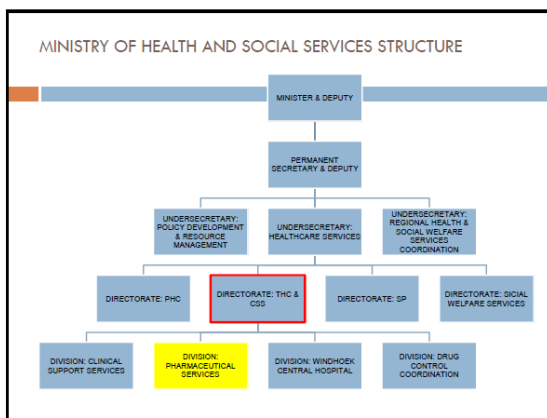 MINISTRY OF HEALTH AND SOCIAL SERVICES STRUCTURE
MINISTER & DEPUTY
PERMANENT
SECRETARY & DEPUTY
UNDERSECRETARY:
POLICY DEVELOPMENT
& RESOURCE
MANAGEMENT
UNDERSECRETARY:
HEALTHCARE SERVICES
UNDERSECRETARY:
REGIONAL HEALTH &
SOCIAL WELFARE
SERVICES
COORDINATION
DIRECTORATE: PHC
DIRECTORATE: THC &
CSS
DIRECTORATE: SP
DIRECTORATE: SICIAL
WELFARE SERVICES
DIVISION: CLINICAL
SUPPORT SERVICES
DIVISION:
PHARMACEUTICAL
SERVICES
DIVISION: WINDHOEK
CENTRAL HOSPITAL
DIVISION: DRUG
CONTROL
COORDINATION